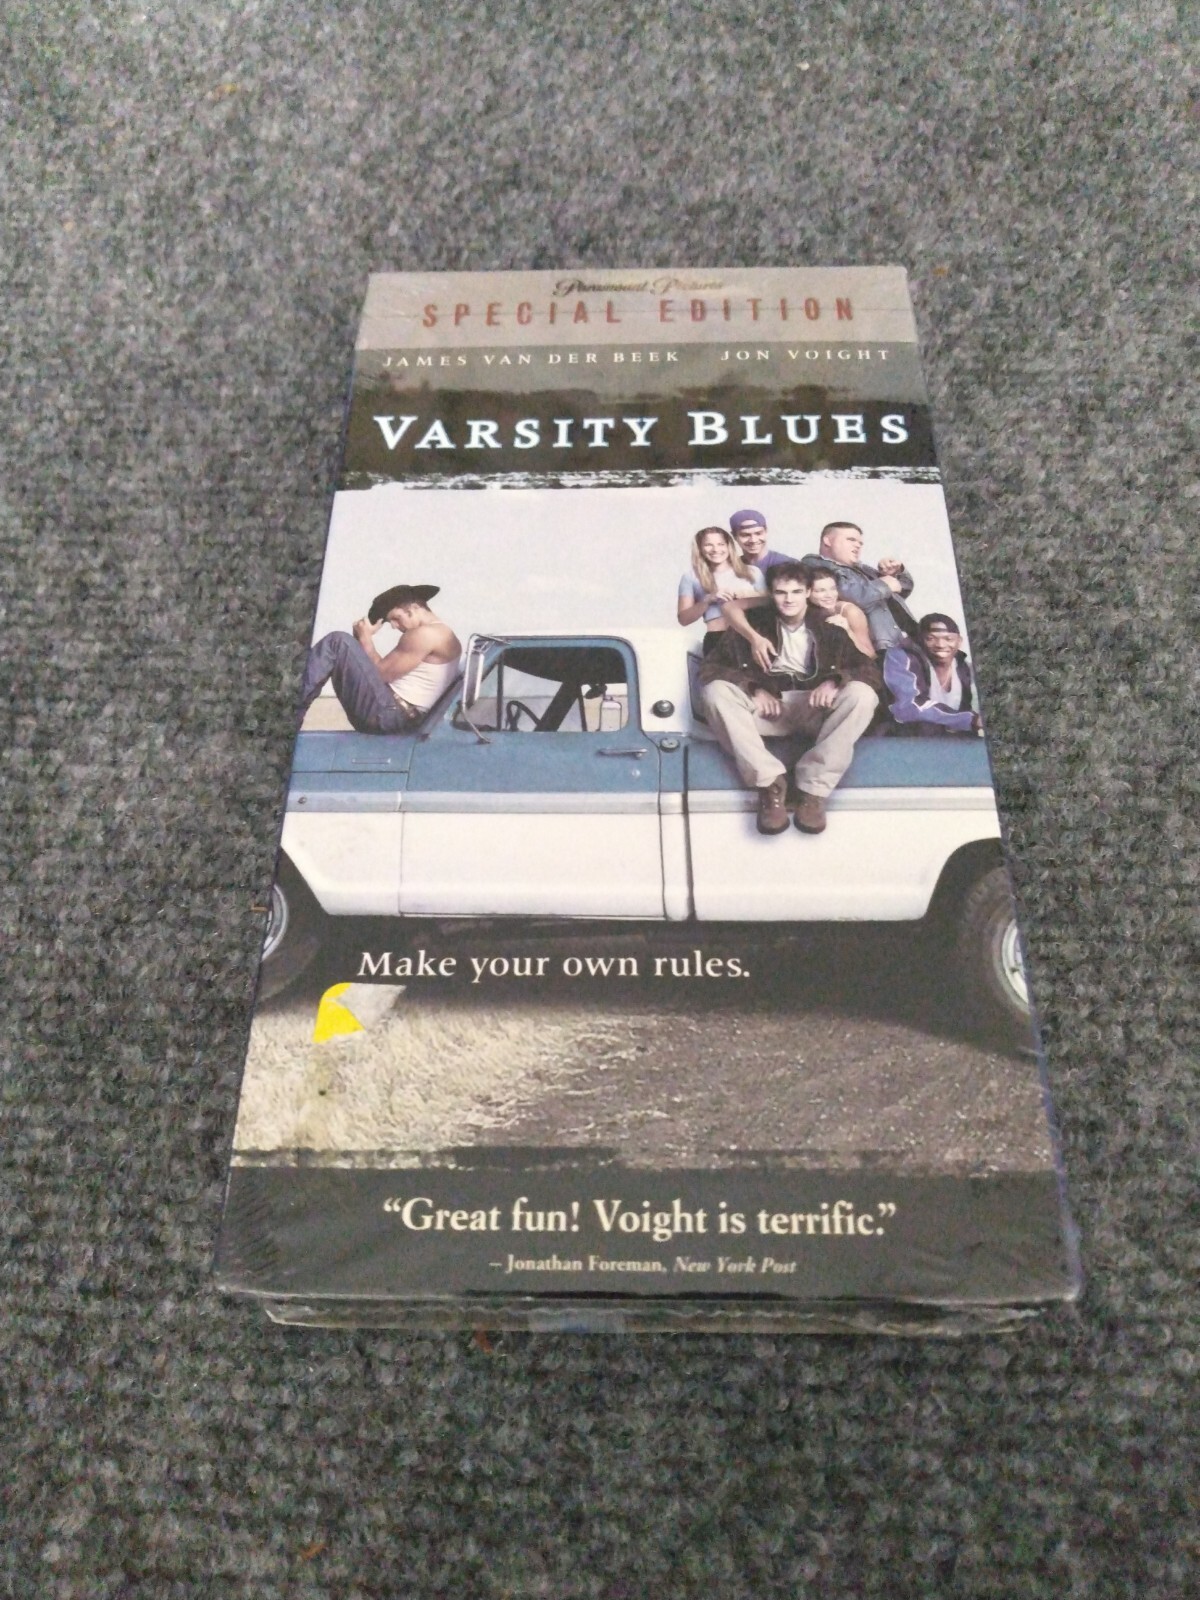 Paramount Pictures
SPECIAL EDITION
JAMES VAN DER BEEK JON VOIGHT
VARSITY BLUES
Make your own rules.
“Great fun! Voight is terrific.”
– Jonathan Foreman, New York Post